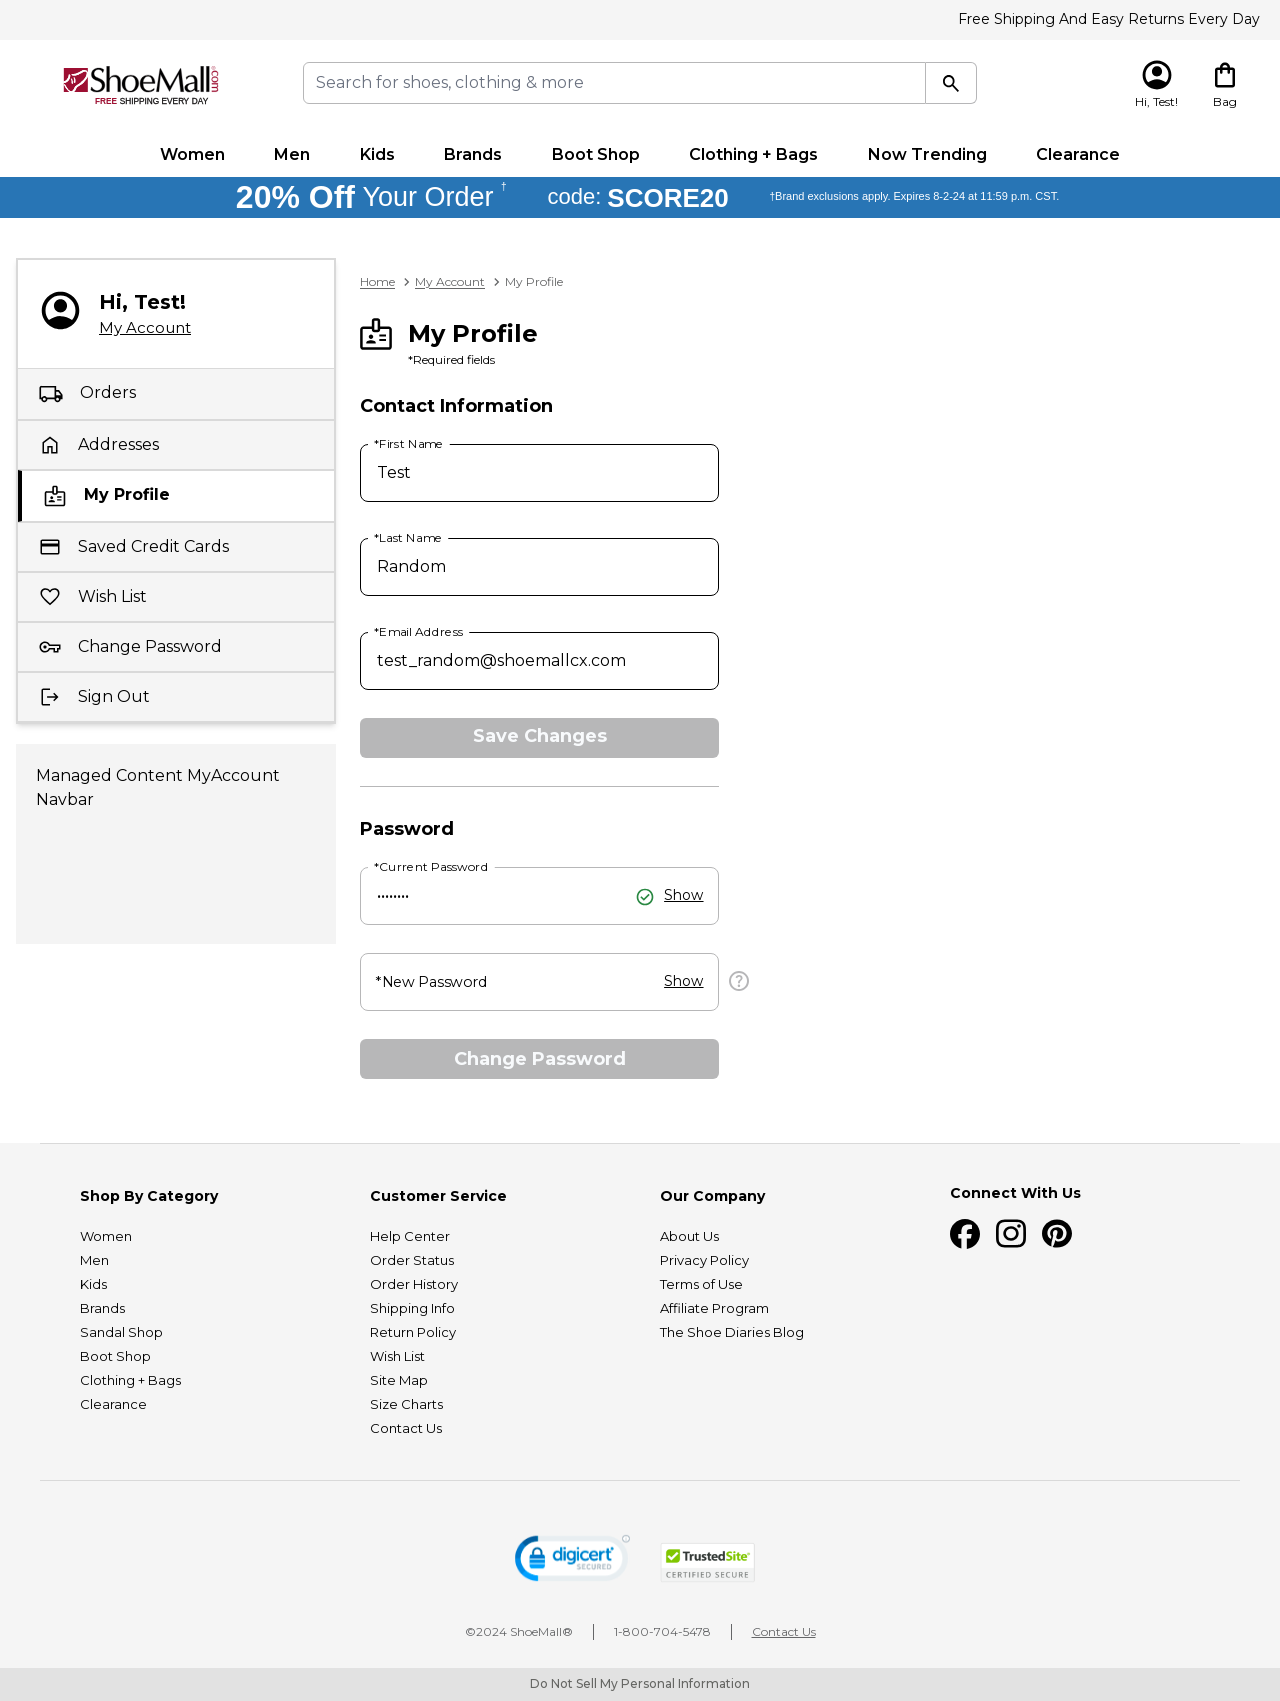 Free Shipping And Easy Returns Every Day
ShoeMall.com
FREE SHIPPING EVERY DAY
Search for shoes, clothing & more
Hi, Test!
Bag
Women Men Kids Brands Boot Shop Clothing + Bags Now Trending Clearance
20% Off Your Order † code: SCORE20 †Brand exclusions apply. Expires 8-2-24 at 11:59 p.m. CST.
Hi, Test!
My Account
Orders
Addresses
My Profile
Saved Credit Cards
Wish List
Change Password
Sign Out
Managed Content MyAccount
Navbar
Home My Account My Profile
My Profile
*Required fields
Contact Information
*First Name
Test
*Last Name
Random
*Email Address
test_random@shoemallcx.com
Save Changes
Password
*Current Password
•••••••• Show
*New Password Show
?
Change Password
Shop By Category
Women
Men
Kids
Brands
Sandal Shop
Boot Shop
Clothing + Bags
Clearance
Customer Service
Help Center
Order Status
Order History
Shipping Info
Return Policy
Wish List
Site Map
Size Charts
Contact Us
Our Company
About Us
Privacy Policy
Terms of Use
Affiliate Program
The Shoe Diaries Blog
Connect With Us
digicert
SECURED
TrustedSite
CERTIFIED SECURE
©2024 ShoeMall® 1-800-704-5478 Contact Us
Do Not Sell My Personal Information